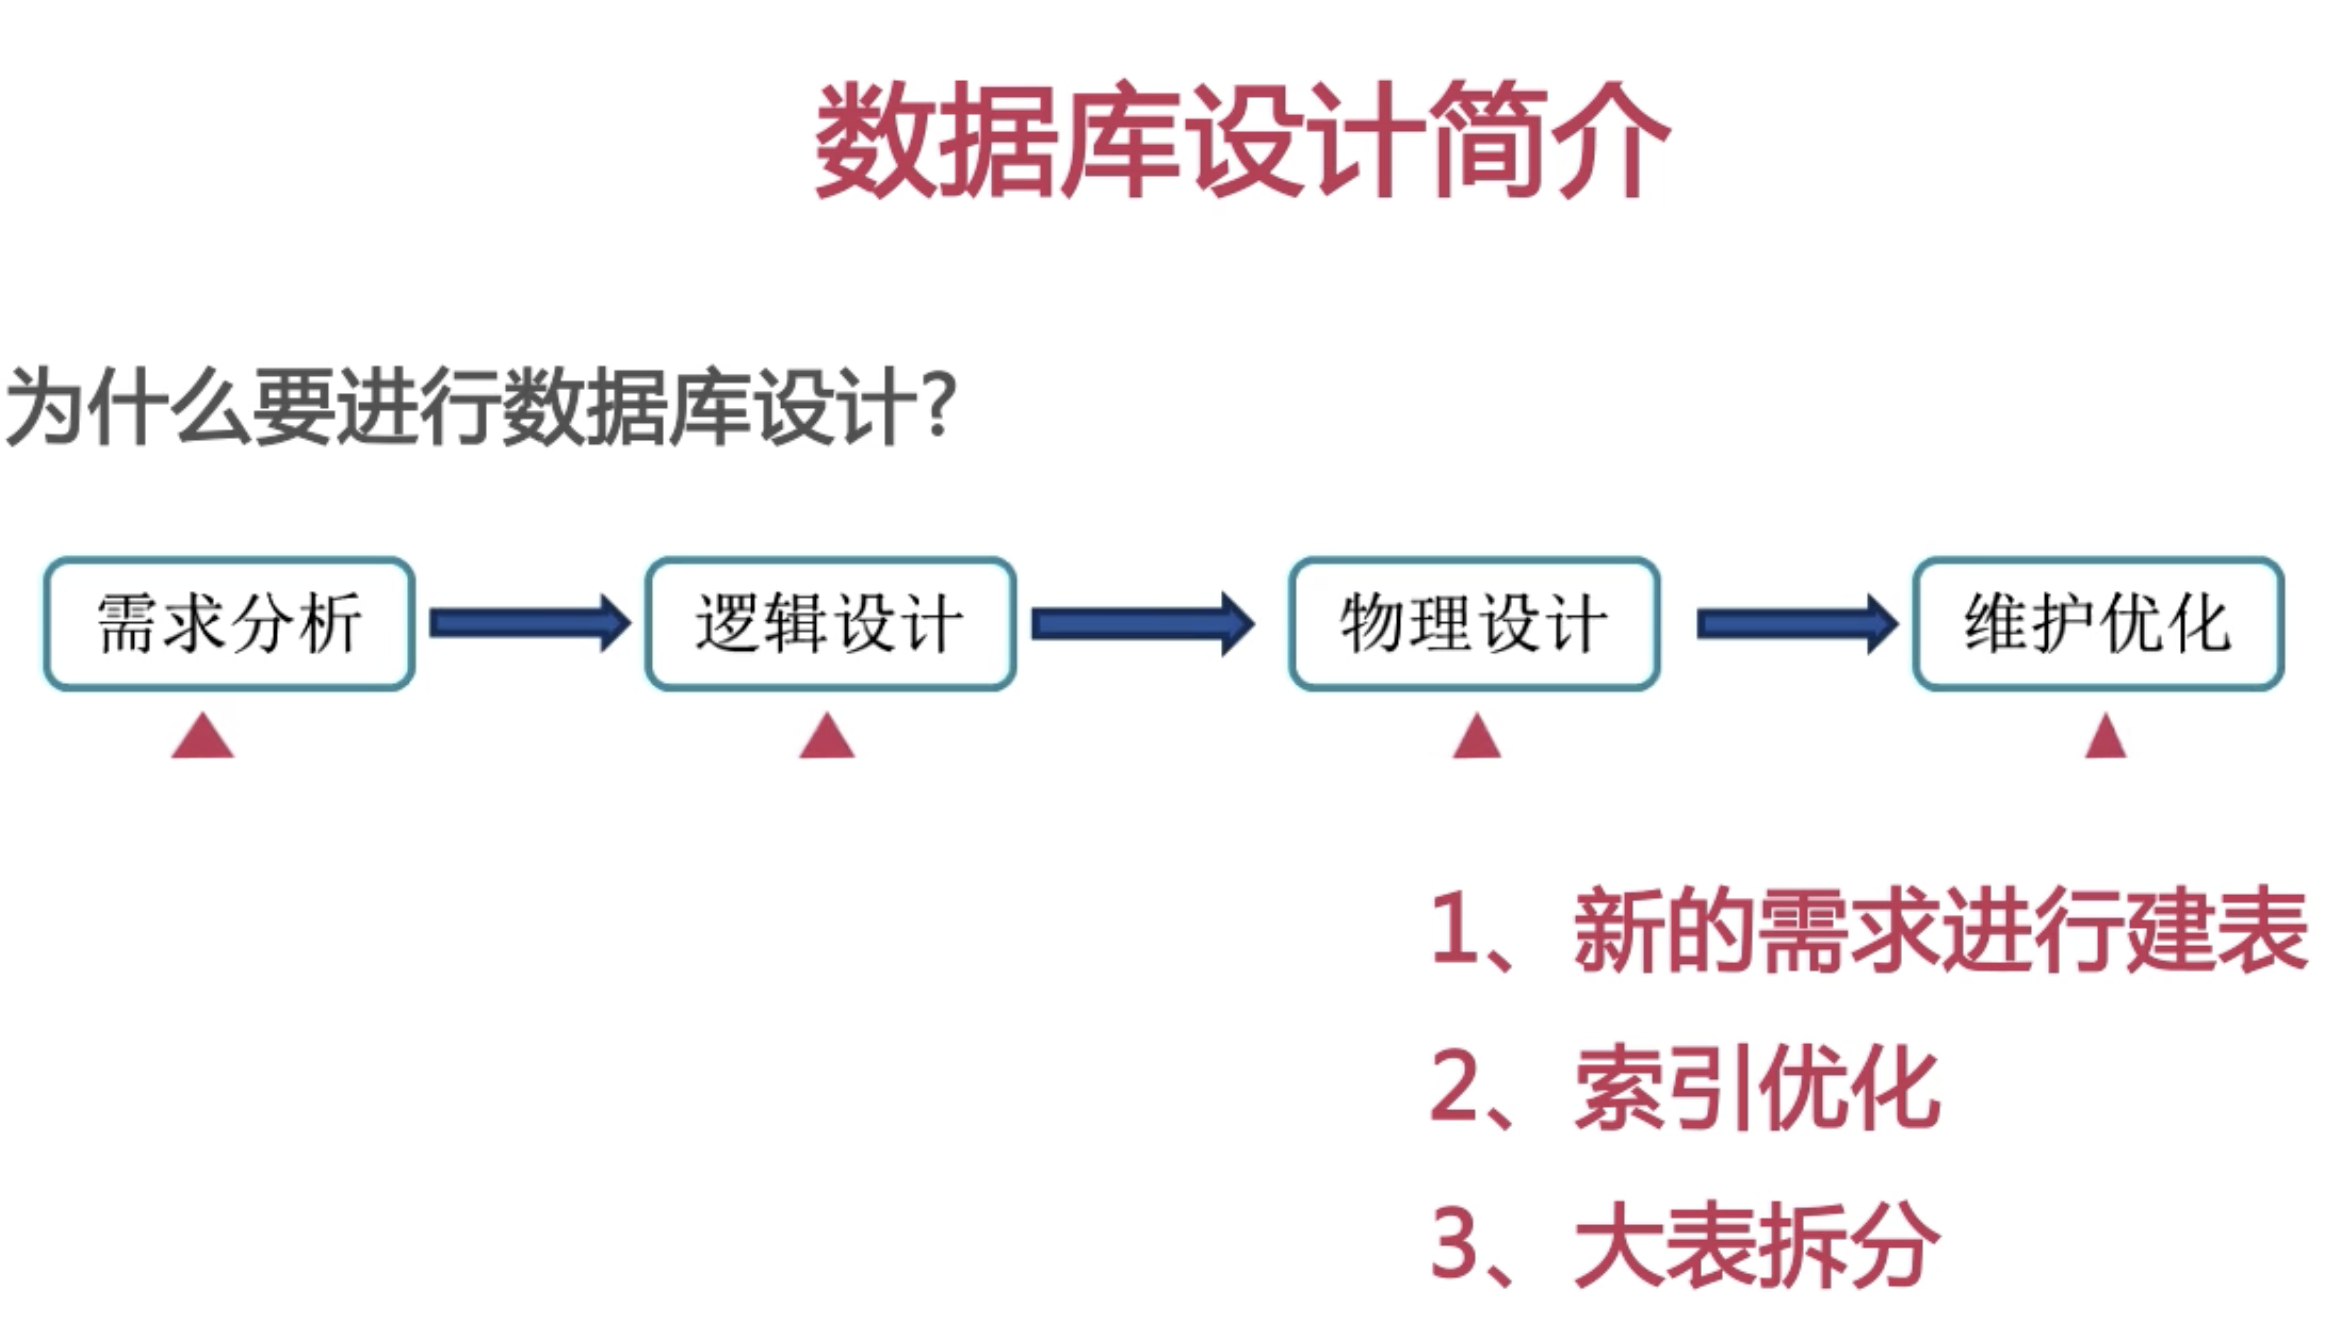 数据库设计简介
为什么要进行数据库设计?
需求分析
逻辑设计
物理设计
维护优化
1、新的需求进行建表
2、索引优化
3、大表拆分